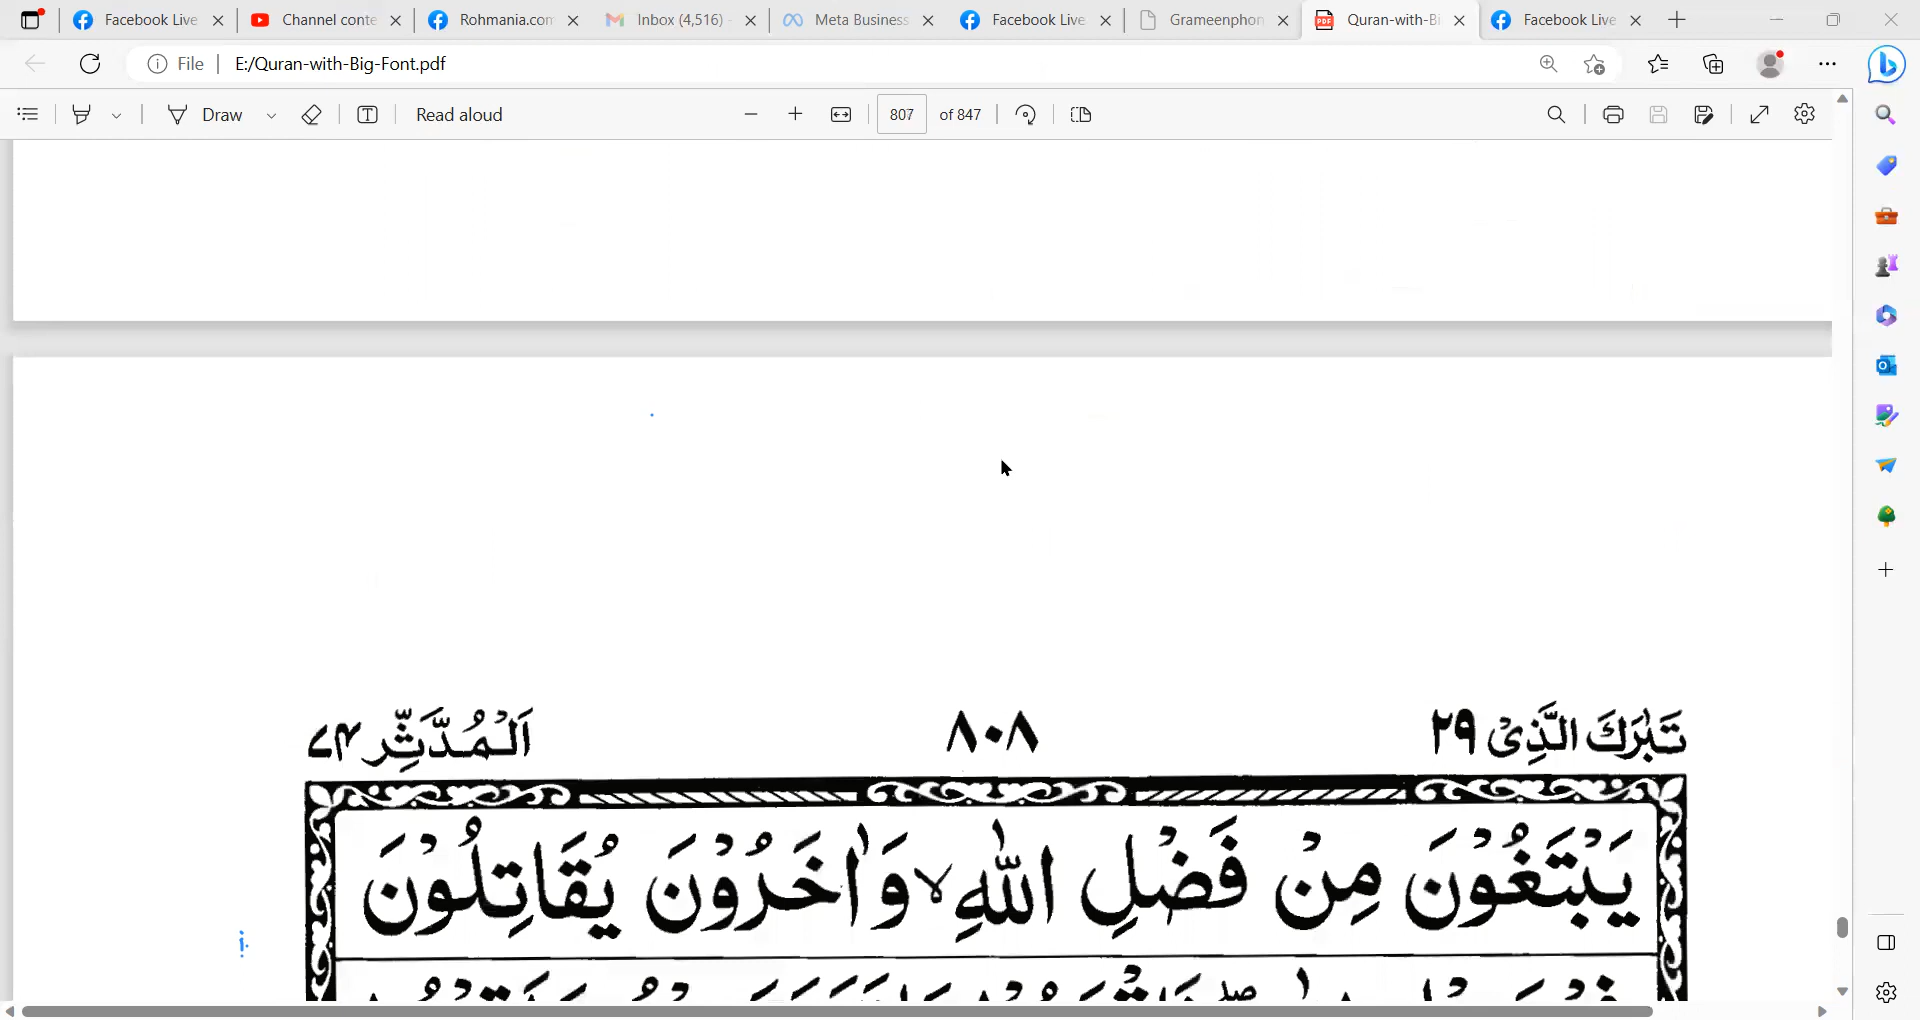 Facebook Live
Channel conte
Rohmania.com
Inbox (4,516) -
Meta Business
Facebook Live
Grameenphon
Quran-with-Bi
Facebook Live
File
E:/Quran-with-Big-Font.pdf
Draw
Read aloud
807 of 847
تَبٰرَكَ الَّذِیْ ٢٩
٨٠٨
اَلْمُدَّثِّر ٧٤
یَبْتَغُوْنَ مِنْ فَضْلِ اللّٰهِ ۙ وَاٰخَرُوْنَ یُقَاتِلُوْنَ